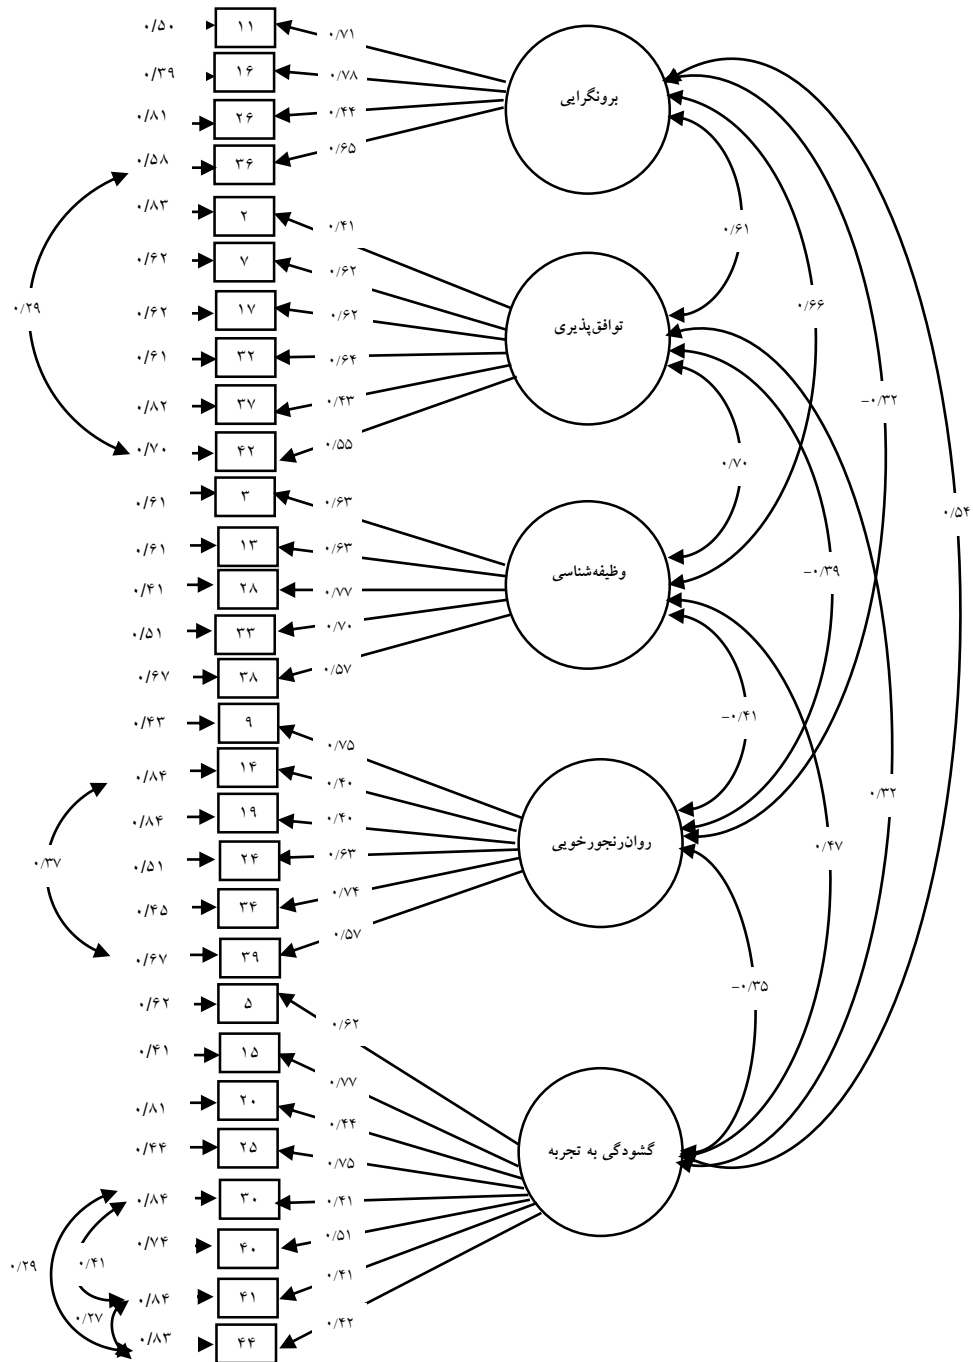 ۰/۵۰ ۱۱ ۰/۷۱
۰/۳۹ ۱۶ ۰/۷۸
برونگرایی
۰/۸۱ ۲۶ ۰/۴۴
۰/۵۸ ۳۶ ۰/۶۵
۰/۸۳ ۲ ۰/۴۱
۰/۶۱
۰/۶۲ ۷ ۰/۶۲
۰/۲۹
۰/۶۶
۰/۶۲ ۱۷ ۰/۶۲
توافق‌پذیری
۰/۶۱ ۳۲ ۰/۶۴
۰/۸۲ ۳۷ ۰/۴۳
-۰/۳۲
۰/۷۰ ۴۲ ۰/۵۵
۰/۷۰
۰/۶۱ ۳ ۰/۶۳
۰/۵۴
۰/۶۱ ۱۳ ۰/۶۳
وظیفه‌شناسی
-۰/۳۹
۰/۴۱ ۲۸ ۰/۷۷
۰/۵۱ ۳۳ ۰/۷۰
۰/۶۷ ۳۸ ۰/۵۷
-۰/۴۱
۰/۴۳ ۹ ۰/۷۵
۰/۸۴ ۱۴ ۰/۴۰
۰/۳۲
۰/۸۴ ۱۹ ۰/۴۰
روان‌رنجورخویی
۰/۴۷
۰/۳۷
۰/۵۱ ۲۴ ۰/۶۳
۰/۴۵ ۳۴ ۰/۷۴
۰/۶۷ ۳۹ ۰/۵۷
-۰/۳۵
۰/۶۲ ۵ ۰/۶۲
۰/۴۱ ۱۵ ۰/۷۷
۰/۸۱ ۲۰ ۰/۴۴
۰/۴۴ ۲۵ ۰/۷۵
گشودگی به تجربه
۰/۸۴ ۳۰ ۰/۴۱
۰/۷۴ ۴۰ ۰/۵۱
۰/۲۹ ۰/۴۱
۰/۸۴ ۴۱ ۰/۴۱
۰/۲۷
۰/۸۳ ۴۴ ۰/۴۲